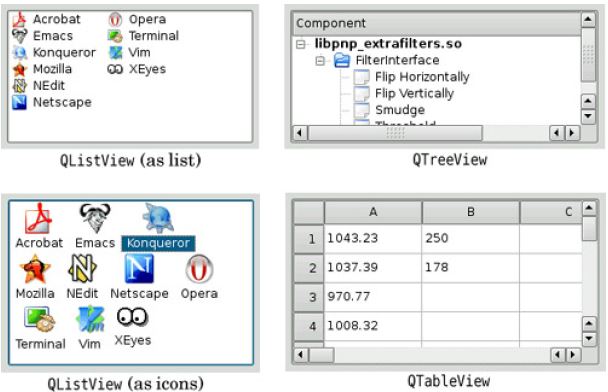 Acrobat Opera
Emacs Terminal
Konqueror Vim
Mozilla XEyes
NEdit
Netscape
QListView (as list)
Component
libpnp_extrafilters.so
FilterInterface
Flip Horizontally
Flip Vertically
Smudge
Threshold
QTreeView
Acrobat Emacs Konqueror
Mozilla NEdit Netscape Opera
Terminal Vim XEyes
QListView (as icons)
A B C
1 1043.23 250
2 1037.39 178
3 970.77
4 1008.32
QTableView